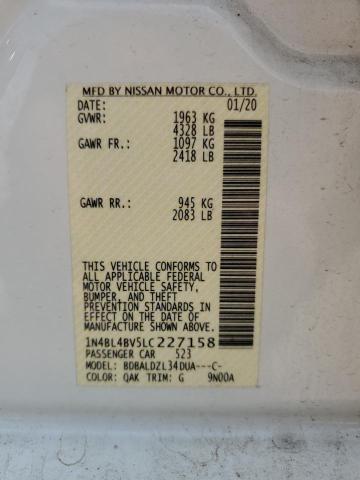 MFD BY NISSAN MOTOR CO., LTD.
DATE: 01/20
GVWR: 1963 KG
4328 LB
GAWR FR.: 1097 KG
2418 LB
GAWR RR.: 945 KG
2083 LB
THIS VEHICLE CONFORMS TO
ALL APPLICABLE FEDERAL
MOTOR VEHICLE SAFETY,
BUMPER, AND THEFT
PREVENTION STANDARDS
IN EFFECT ON THE DATE OF
MANUFACTURE SHOWN ABOVE.
1N4BL4BV5LC227158
PASSENGER CAR 523
MODEL: BDBALDZL34DUA---C-
COLOR: QAK TRIM: G 9N00A